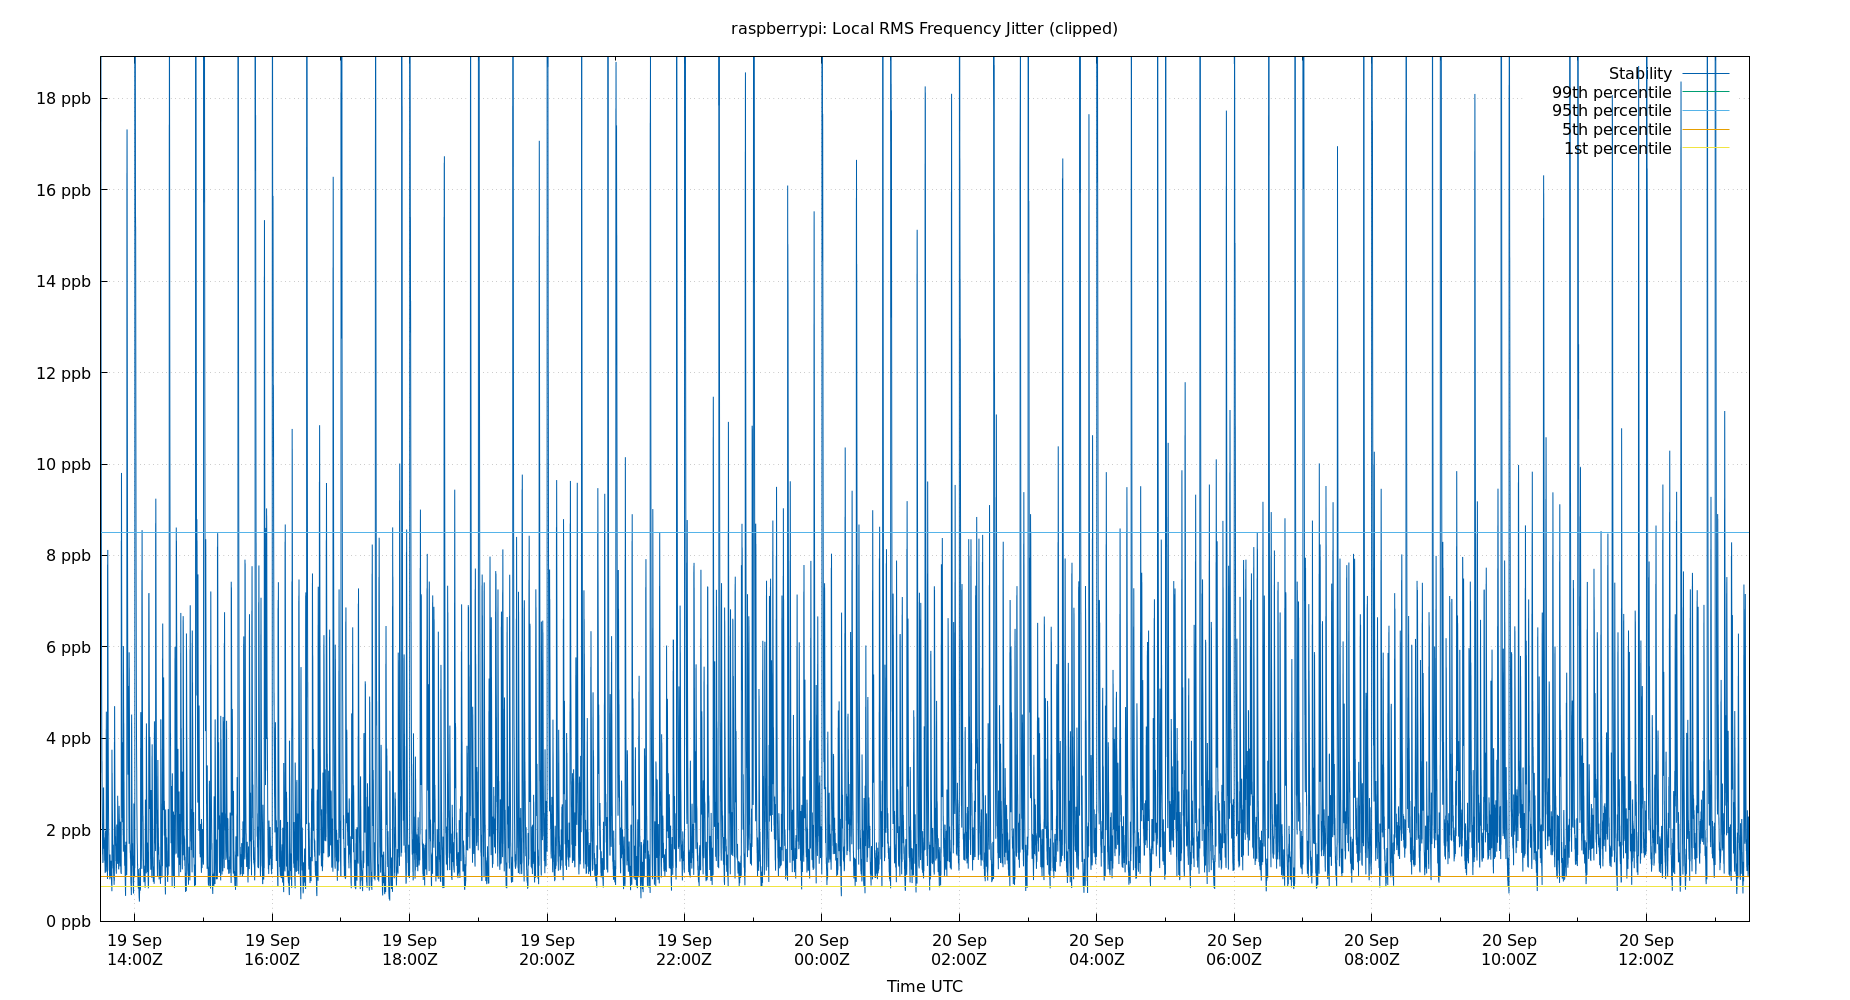 raspberrypi: Local RMS Frequency Jitter (clipped)
Stability
99th percentile
95th percentile
5th percentile
1st percentile
18 ppb
16 ppb
14 ppb
12 ppb
10 ppb
8 ppb
6 ppb
4 ppb
2 ppb
0 ppb
19 Sep 19 Sep 19 Sep 19 Sep 19 Sep 20 Sep 20 Sep 20 Sep 20 Sep 20 Sep 20 Sep 20 Sep
14:00Z 16:00Z 18:00Z 20:00Z 22:00Z 00:00Z 02:00Z 04:00Z 06:00Z 08:00Z 10:00Z 12:00Z
Time UTC